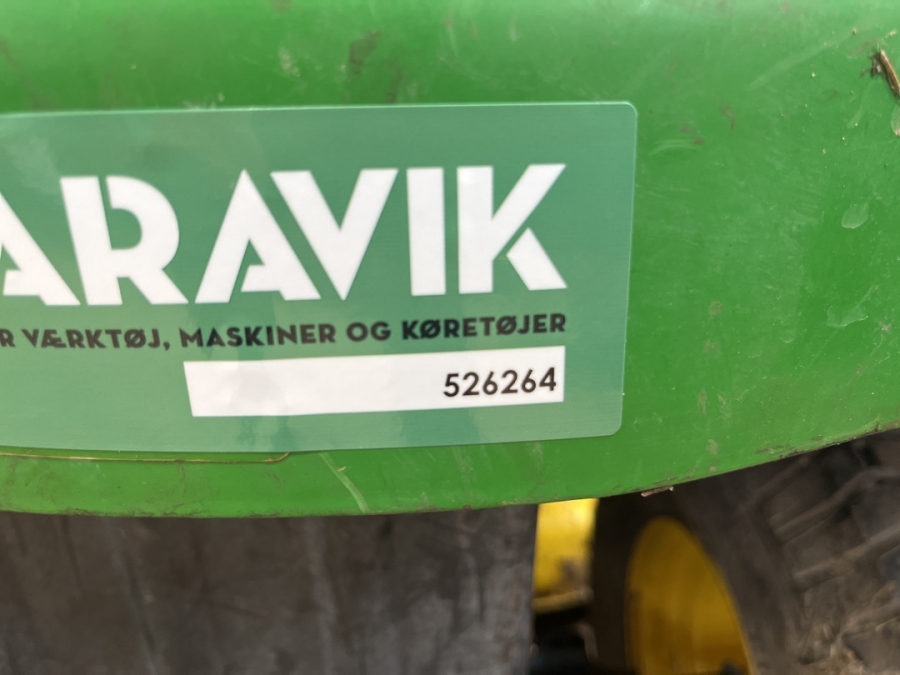 ARAVIK
R VÆRKTØJ, MASKINER OG KØRETØJER
526264